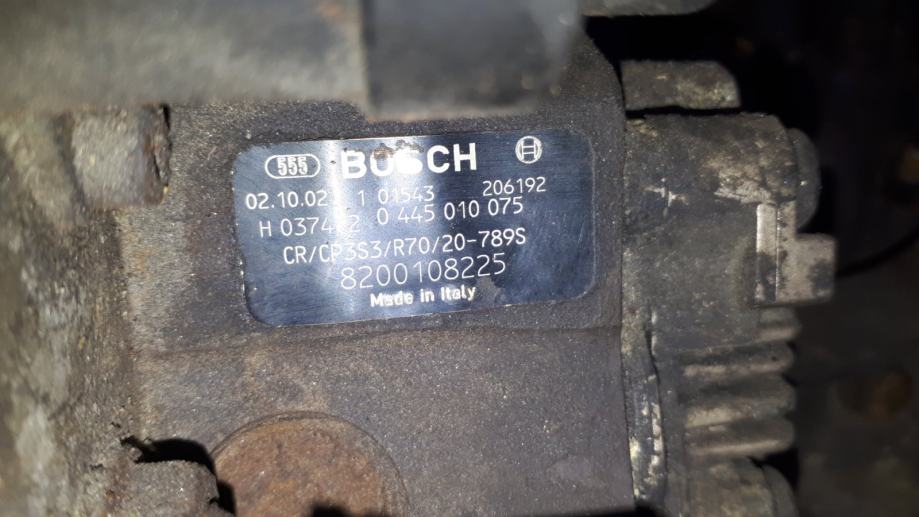 555 BOSCH
02.10.02 1 01543 206192
0 445 010 075
CR/CP3S3/R70/20-789S
8200108225
Made in Italy